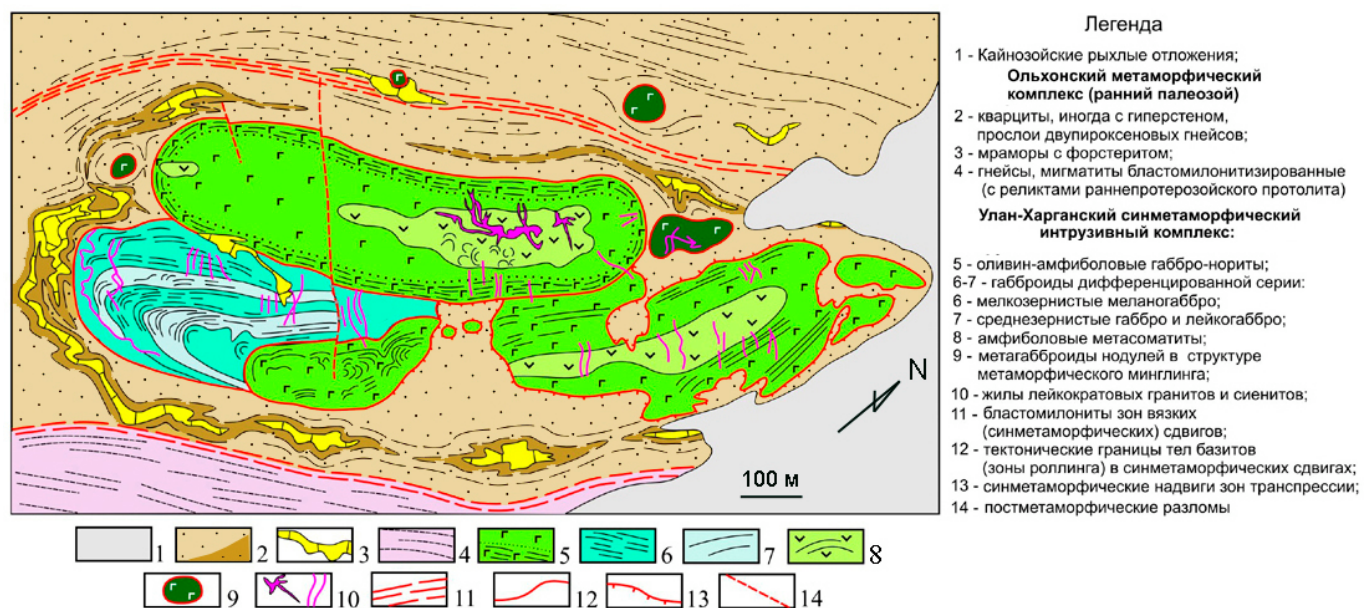 Легенда
1 - Кайнозойские рыхлые отложения;
Ольхонский метаморфический
комплекс (ранний палеозой)
2 - кварциты, иногда с гиперстеном,
прослои двупироксеновых гнейсов;
3 - мраморы с форстеритом;
4 - гнейсы, мигматиты бластомилонитизированные
(с реликтами раннепротерозойского протолита)
Улан-Харганский синметаморфический
интрузивный комплекс:
5 - оливин-амфиболовые габбро-нориты;
6-7 - габброиды дифференцированной серии:
6 - мелкозернистые меланогаббро;
7 - среднезернистые габбро и лейкогаббро;
8 - амфиболовые метасоматиты;
9 - метагаббоиды нодулей в структуре
метаморфического минглинга;
10 - жилы лейкократовых гранитов и сиенитов;
11 - бластомилониты зон вязких
(синметаморфических) сдвигов;
12 - тектонические границы тел базитов
(зоны роллинга) в синметаморфических сдвигах;
13 - синметаморфические надвиги зон транспрессии;
14 - постметаморфические разломы
N
100 м
1 2 3 4 5 6 7 8
9 10 11 12 13 14